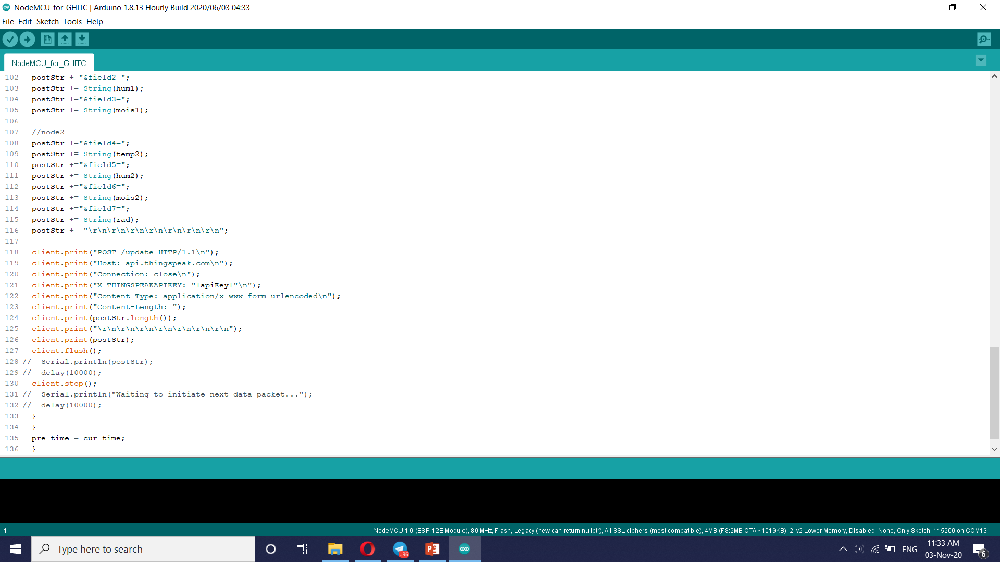 NodeMCU_for_GHITC | Arduino 1.8.13 Hourly Build 2020/06/03 04:33
File Edit Sketch Tools Help
NodeMCU_for_GHITC
102 postStr +="&field2=";
103 postStr += String(hum1);
104 postStr +="&field3=";
105 postStr += String(mois1);
106
107 //node2
108 postStr +="&field4=";
109 postStr += String(temp2);
110 postStr +="&field5=";
111 postStr += String(hum2);
112 postStr +="&field6=";
113 postStr += String(mois2);
114 postStr +="&field7=";
115 postStr += String(rad);
116 postStr += "\r\n\r\n\r\n\r\n\r\n\r\n\r\n";
117
118 client.print("POST /update HTTP/1.1\n");
119 client.print("Host: api.thingspeak.com\n");
120 client.print("Connection: close\n");
121 client.print("X-THINGSPEAKAPIKEY: "+apiKey+"\n");
122 client.print("Content-Type: application/x-www-form-urlencoded\n");
123 client.print("Content-Length: ");
124 client.print(postStr.length());
125 client.print("\r\n\r\n\r\n\r\n\r\n\r\n\r\n");
126 client.print(postStr);
127 client.flush();
128 // Serial.println(postStr);
129 // delay(10000);
130 client.stop();
131 // Serial.println("Waiting to initiate next data packet...");
132 // delay(10000);
133 }
134 }
135 pre_time = cur_time;
136 }
1 NodeMCU 1.0 (ESP-12E Module), 80 MHz, Flash, Legacy (new can return nullptr), All SSL ciphers (most compatible), 4MB (FS:2MB OTA:~1019KB), 2, v2 Lower Memory, Disabled, None, Only Sketch, 115200 on COM13
Type here to search
..96
ENG
11:33 AM
03-Nov-20
6